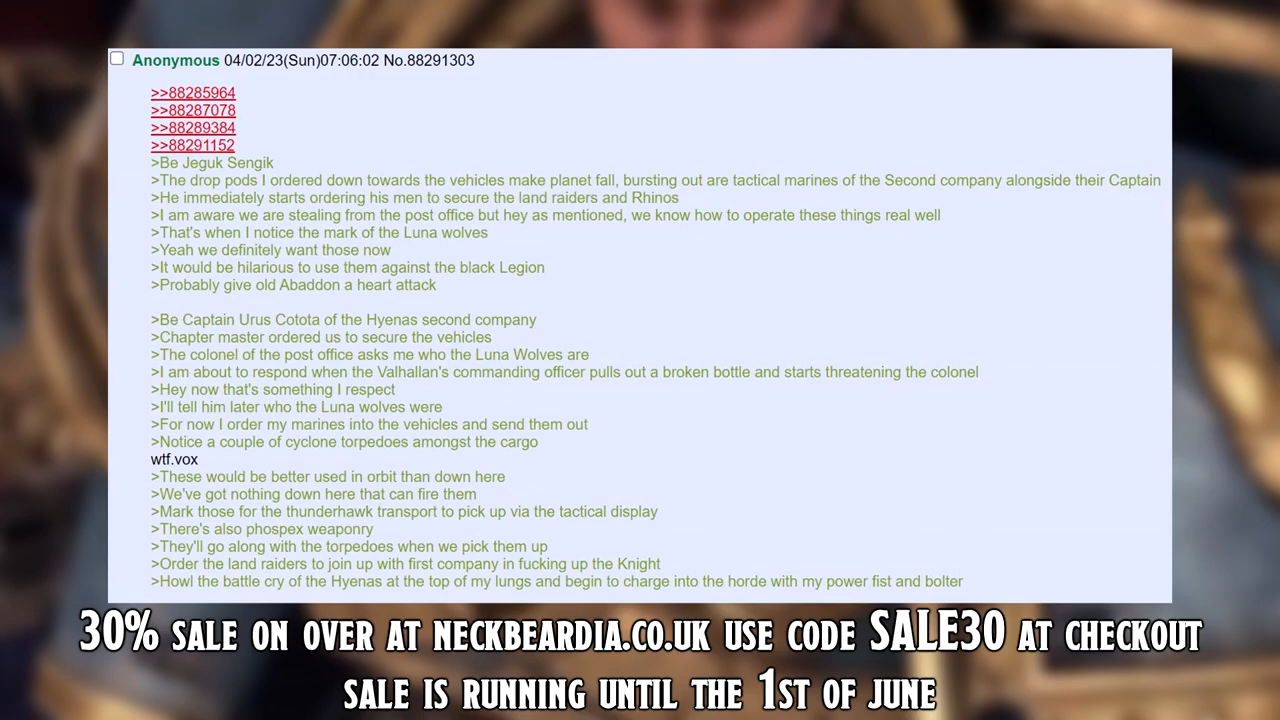 Anonymous 04/02/23(Sun)07:06:02 No.88291303
>>88285964
>>88287078
>>88289384
>>88291152
>Be Jeguk Sengik
>The drop pods I ordered down towards the vehicles make planet fall, bursting out are tactical marines of the Second company alongside their Captain
>He immediately starts ordering his men to secure the land raiders and Rhinos
>I am aware we are stealing from the post office but hey as mentioned, we know how to operate these things real well
>That's when I notice the mark of the Luna wolves
>Yeah we definitely want those now
>It would be hilarious to use them against the black Legion
>Probably give old Abaddon a heart attack
>Be Captain Urus Cotota of the Hyenas second company
>Chapter master ordered us to secure the vehicles
>The colonel of the post office asks me who the Luna Wolves are
>I am about to respond when the Valhallan's commanding officer pulls out a broken bottle and starts threatening the colonel
>Hey now that's something I respect
>I'll tell him later who the Luna wolves were
>For now I order my marines into the vehicles and send them out
>Notice a couple of cyclone torpedoes amongst the cargo
wtf.vox
>These would be better used in orbit than down here
>We've got nothing down here that can fire them
>Mark those for the thunderhawk transport to pick up via the tactical display
>There's also phospex weaponry
>They'll go along with the torpedoes when we pick them up
>Order the land raiders to join up with first company in fucking up the Knight
>Howl the battle cry of the Hyenas at the top of my lungs and begin to charge into the horde with my power fist and bolter
30% SALE ON OVER AT NECKBEARDIA.CO.UK USE CODE SALE30 AT CHECKOUT
SALE IS RUNNING UNTIL THE 1ST OF JUNE